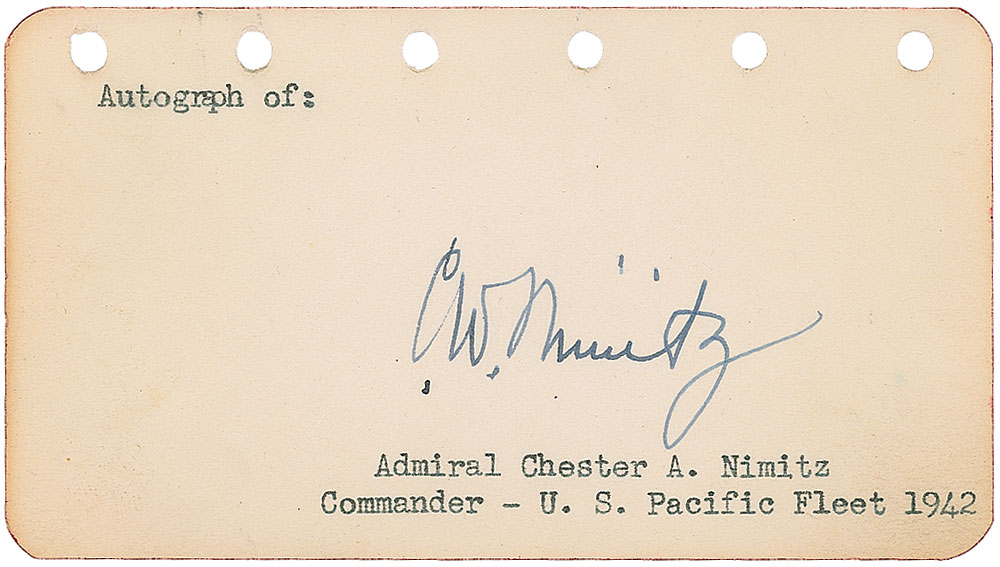 Autograph of:
C.W. Nimitz
Admiral Chester A. Nimitz
Commander - U. S. Pacific Fleet 1942